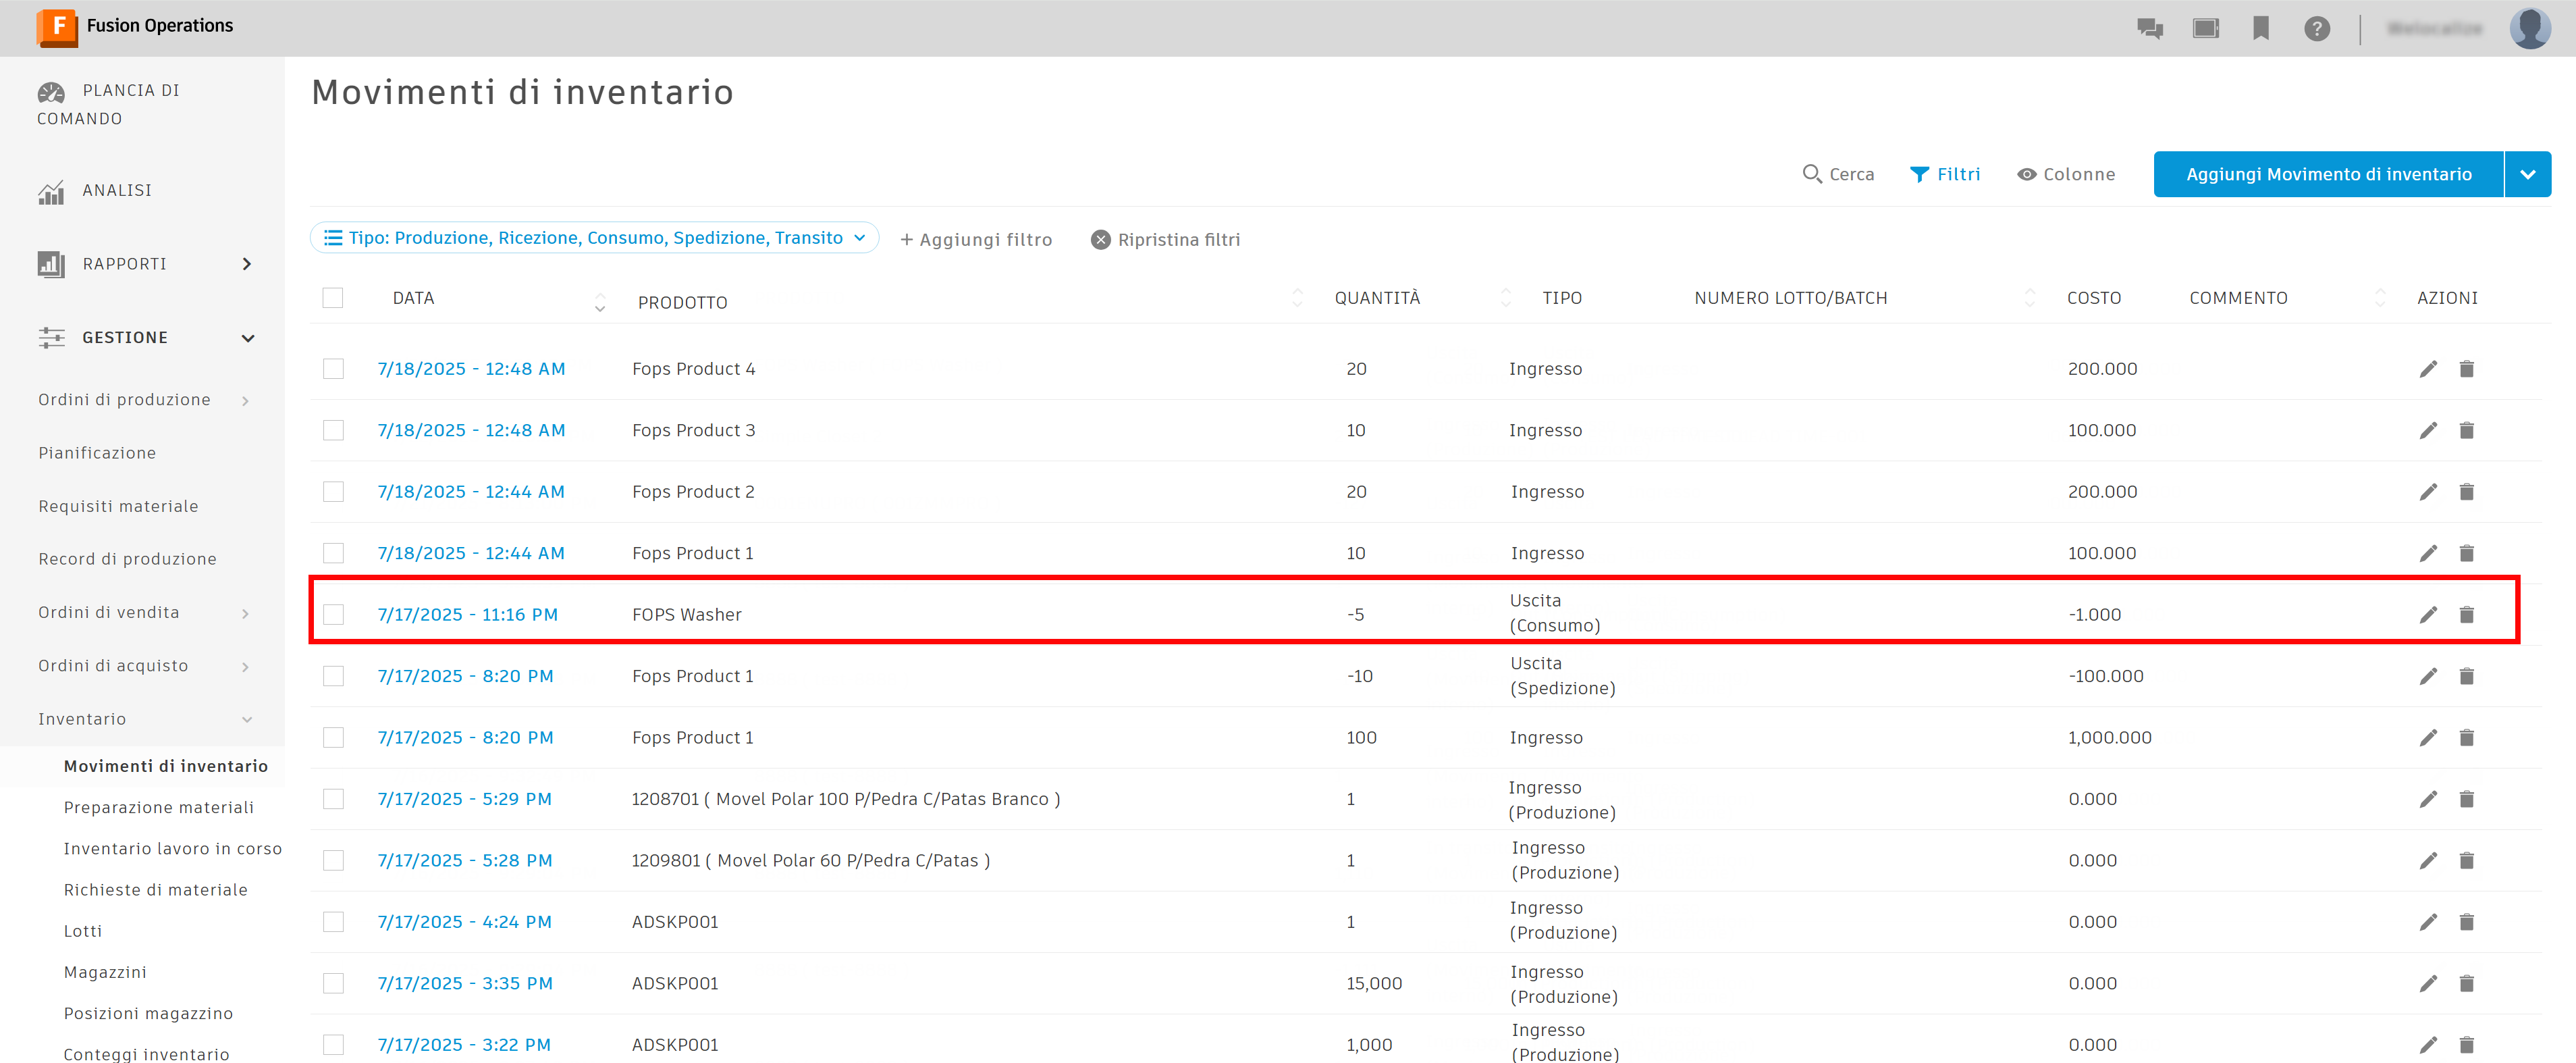 Fusion Operations
PLANCIA DI
COMANDO
ANALISI
RAPPORTI
GESTIONE
Ordini di produzione
Pianificazione
Requisiti materiale
Record di produzione
Ordini di vendita
Ordini di acquisto
Inventario
Movimenti di inventario
Preparazione materiali
Inventario lavoro in corso
Richieste di materiale
Lotti
Magazzini
Posizioni magazzino
Conteggi inventario
Movimenti di inventario
Cerca Filtri Colonne Aggiungi Movimento di inventario
Tipo: Produzione, Ricezione, Consumo, Spedizione, Transito + Aggiungi filtro Ripristina filtri
DATA PRODOTTO QUANTITÀ TIPO NUMERO LOTTO/BATCH COSTO COMMENTO AZIONI
7/18/2025 - 12:48 AM Fops Product 4 20 Ingresso 200.000
7/18/2025 - 12:48 AM Fops Product 3 10 Ingresso 100.000
7/18/2025 - 12:44 AM Fops Product 2 20 Ingresso 200.000
7/18/2025 - 12:44 AM Fops Product 1 10 Ingresso 100.000
7/17/2025 - 11:16 PM FOPS Washer -5 Uscita (Consumo) -1.000
7/17/2025 - 8:20 PM Fops Product 1 -10 Uscita (Spedizione) -100.000
7/17/2025 - 8:20 PM Fops Product 1 100 Ingresso 1,000.000
7/17/2025 - 5:29 PM 1208701 ( Movel Polar 100 P/Pedra C/Patas Branco ) 1 Ingresso (Produzione) 0.000
7/17/2025 - 5:28 PM 1209801 ( Movel Polar 60 P/Pedra C/Patas ) 1 Ingresso (Produzione) 0.000
7/17/2025 - 4:24 PM ADSKP001 1 Ingresso (Produzione) 0.000
7/17/2025 - 3:35 PM ADSKP001 15,000 Ingresso (Produzione) 0.000
7/17/2025 - 3:22 PM ADSKP001 1,000 Ingresso (Produzione) 0.000